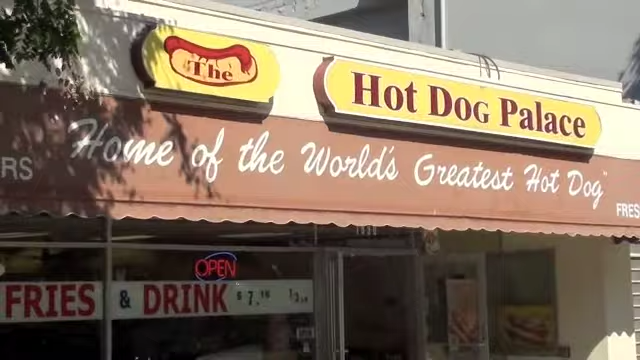 The
Hot Dog Palace
Home of the World's Greatest Hot Dog"
RS
FRES
OPEN
FRIES & DRINK